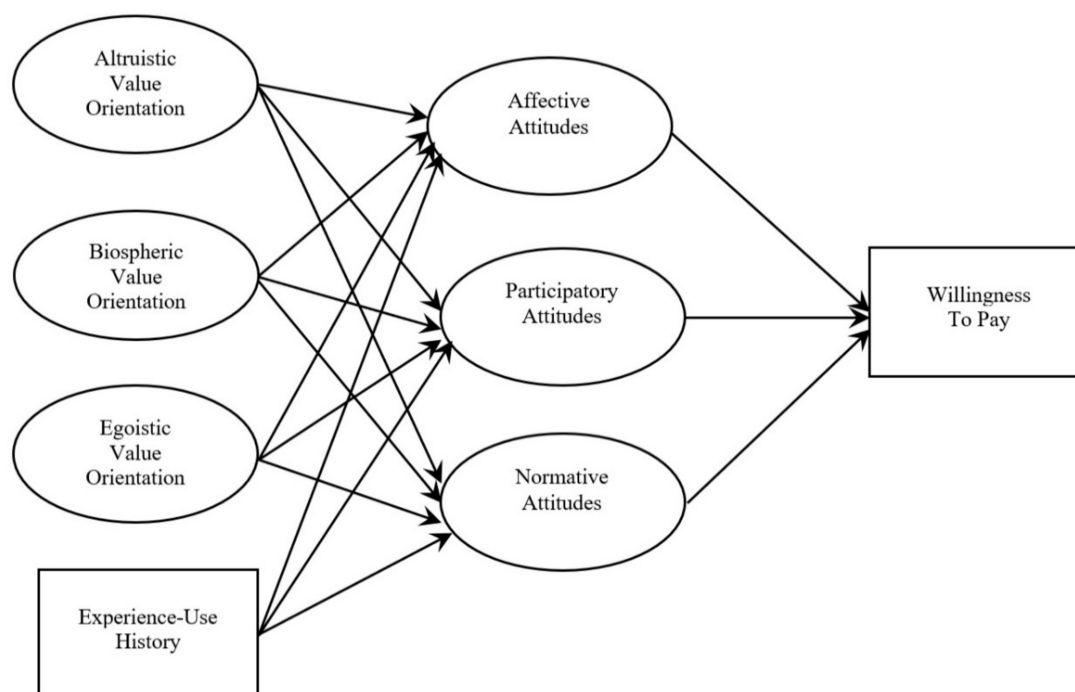 Altruistic
Value
Orientation
Biospheric
Value
Orientation
Egoistic
Value
Orientation
Experience-Use
History
Affective
Attitudes
Participatory
Attitudes
Normative
Attitudes
Willingness
To Pay